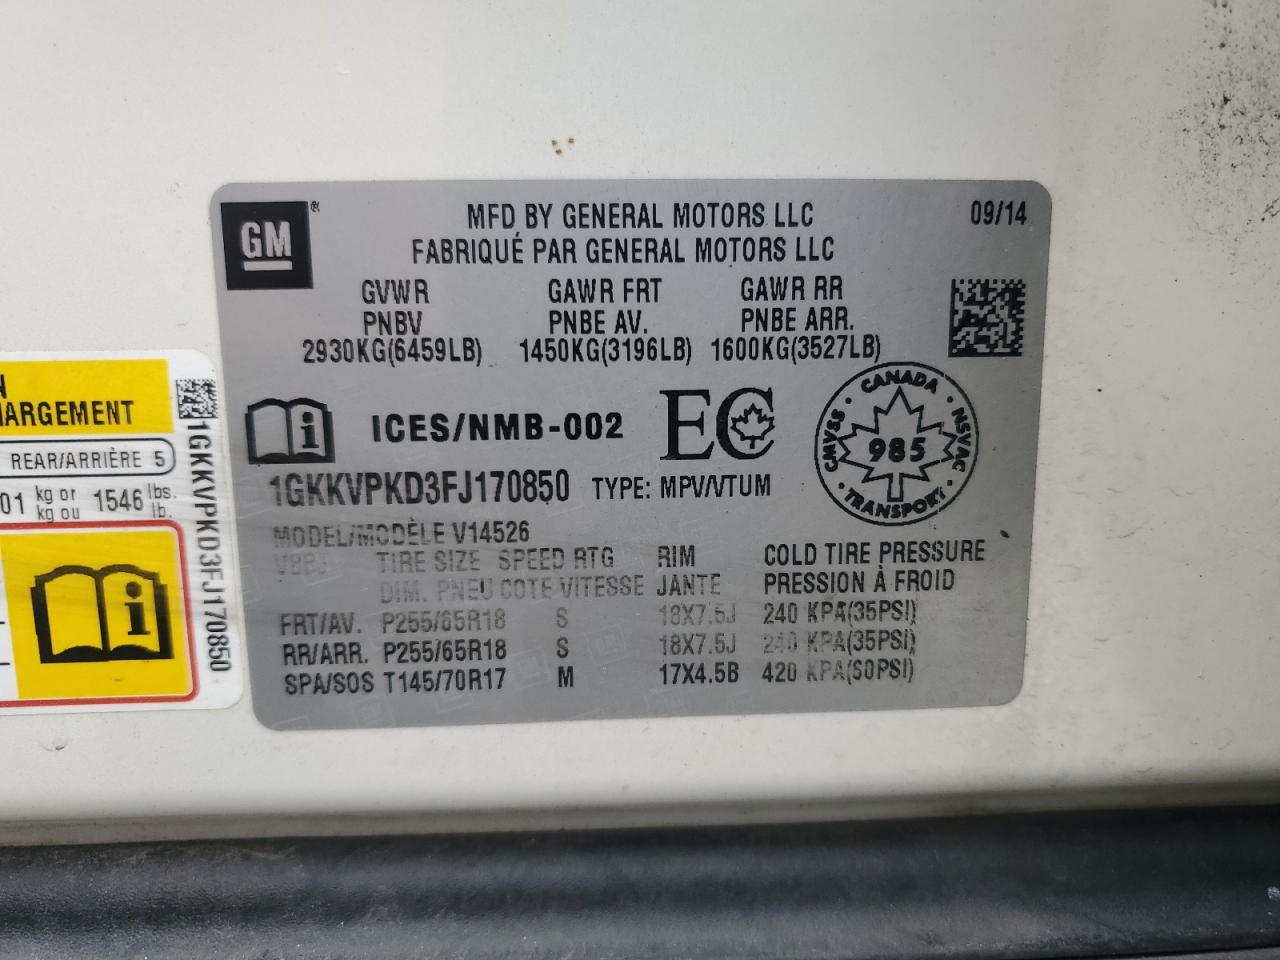 GM®
MFD BY GENERAL MOTORS LLC
09/14
FABRIQUÉ PAR GENERAL MOTORS LLC
GVWR GAWR FRT GAWR RR
PNBV PNBE AV. PNBE ARR.
2930KG(6459LB) 1450KG(3196LB) 1600KG(3527LB)
i ICES/NMB-002 EC
CANADA
CMVSS NSVAC
985
TRANSPORT
1GKKVPKD3FJ170850 TYPE: MPV/VTUM
MODEL/MODÈLE V14526
TIRE SIZE SPEED RTG RIM COLD TIRE PRESSURE
DIM. PNEU COTE VITESSE JANTE PRESSION À FROID
FRT/AV. P255/65R18 S 18X7.5J 240 KPA(35PSI)
RR/ARR. P255/65R18 S 18X7.5J 240 KPA(35PSI)
SPA/SOS T145/70R17 M 17X4.5B 420 KPA(60PSI)
N
HARGEMENT
REAR/ARRIÈRE 5
01 kg or 1546 lbs.
kg ou lb.
i
1GKKVPKD3FJ170850